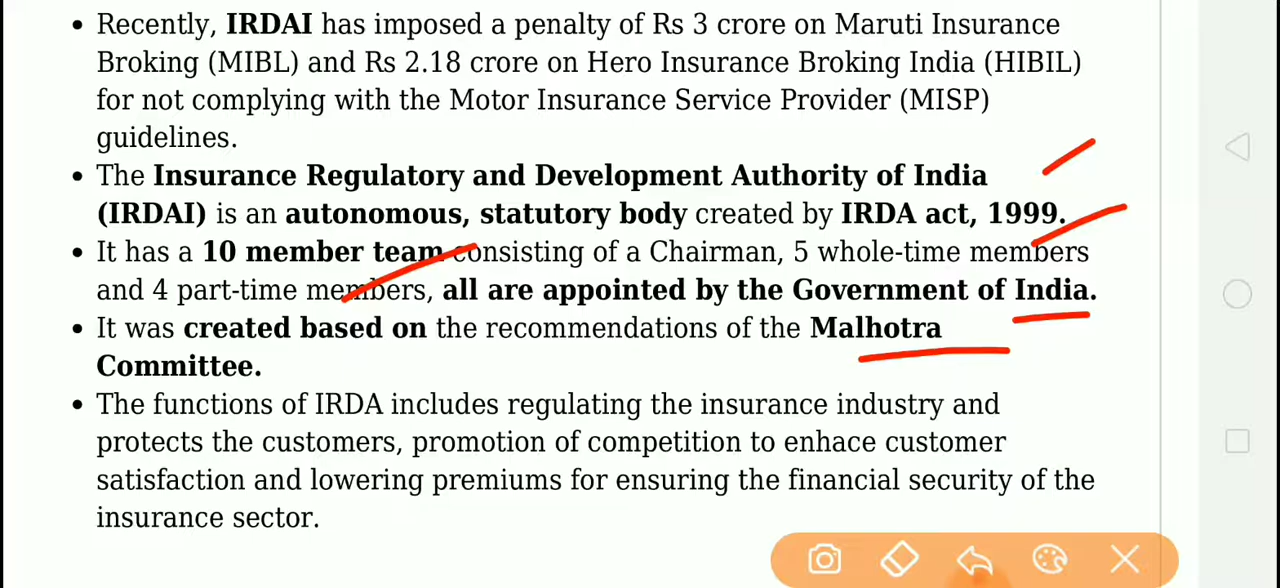 • Recently, IRDAI has imposed a penalty of Rs 3 crore on Maruti Insurance
Broking (MIBL) and Rs 2.18 crore on Hero Insurance Broking India (HIBIL)
for not complying with the Motor Insurance Service Provider (MISP)
guidelines.
• The Insurance Regulatory and Development Authority of India
(IRDAI) is an autonomous, statutory body created by IRDA act, 1999.
• It has a 10 member team consisting of a Chairman, 5 whole-time members
and 4 part-time members, all are appointed by the Government of India.
• It was created based on the recommendations of the Malhotra
Committee.
• The functions of IRDA includes regulating the insurance industry and
protects the customers, promotion of competition to enhace customer
satisfaction and lowering premiums for ensuring the financial security of the
insurance sector.